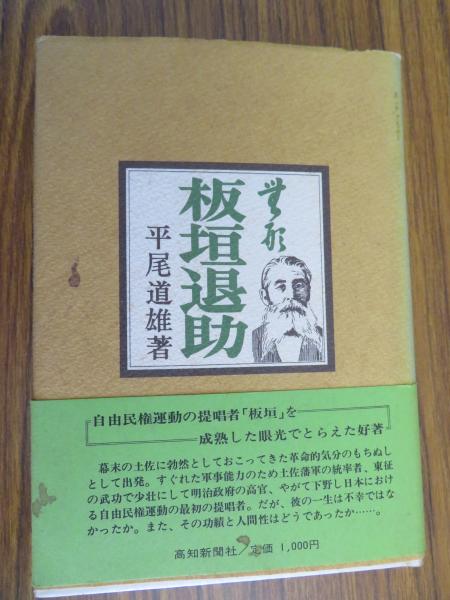 無形
板垣退助
平尾道雄著
自由民権運動の提唱者「板垣」を
成熟した眼光でとらえた好著
幕末の土佐に勃然としておこってきた革命的気分のもちぬし
として出発。すぐれた軍事能力のため土佐藩軍の統率者、東征
の武功で少壮にして明治政府の高官、やがて下野し日本におけ
る自由民権運動の最初の提唱者。だが、彼の一生は不幸ではな
かったか。また、その功績と人間性はどうであったか……。
高知新聞社/定価 1,000円